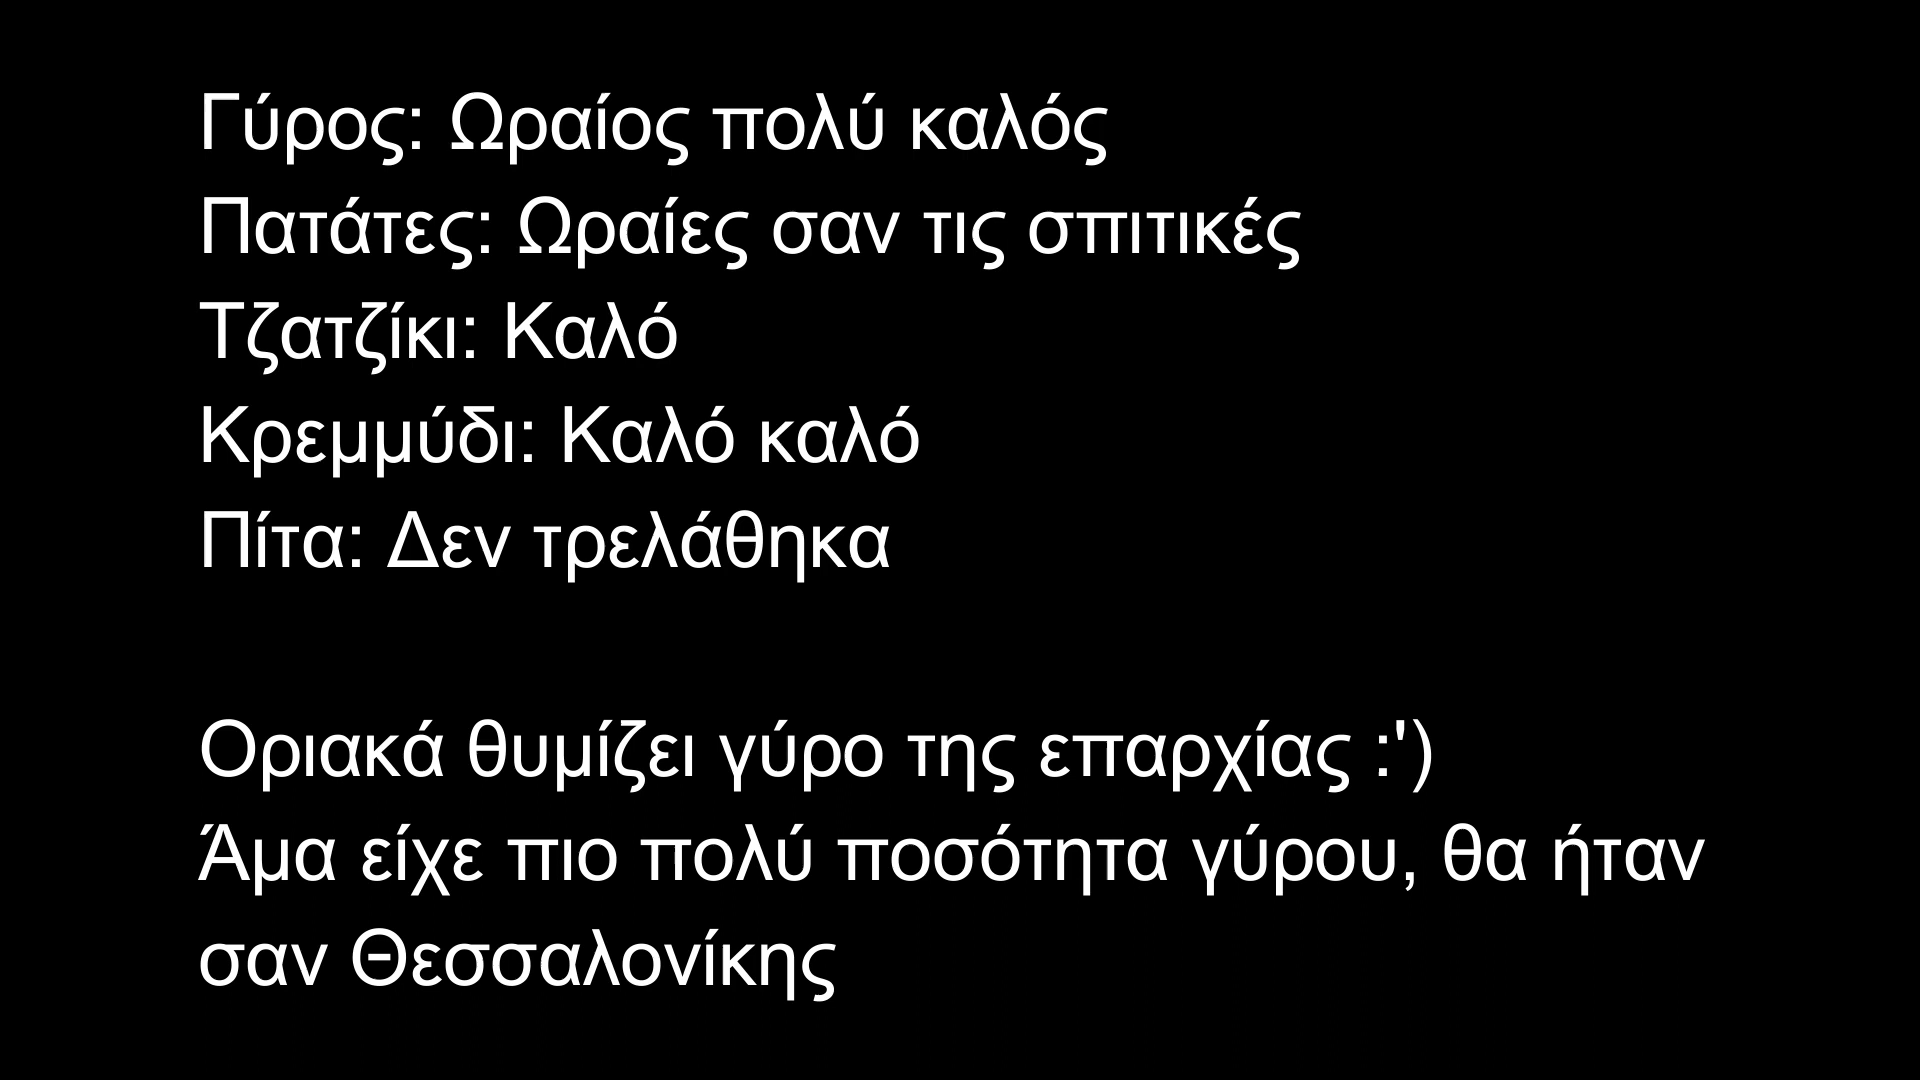 Γύρος: Ωραίος πολύ καλός
Πατάτες: Ωραίες σαν τις σπιτικές
Τζατζίκι: Καλό
Κρεμμύδι: Καλό καλό
Πίτα: Δεν τρελάθηκα
Οριακά θυμίζει γύρο της επαρχίας :')
Άμα είχε πιο πολύ ποσότητα γύρου, θα ήταν
σαν Θεσσαλονίκης